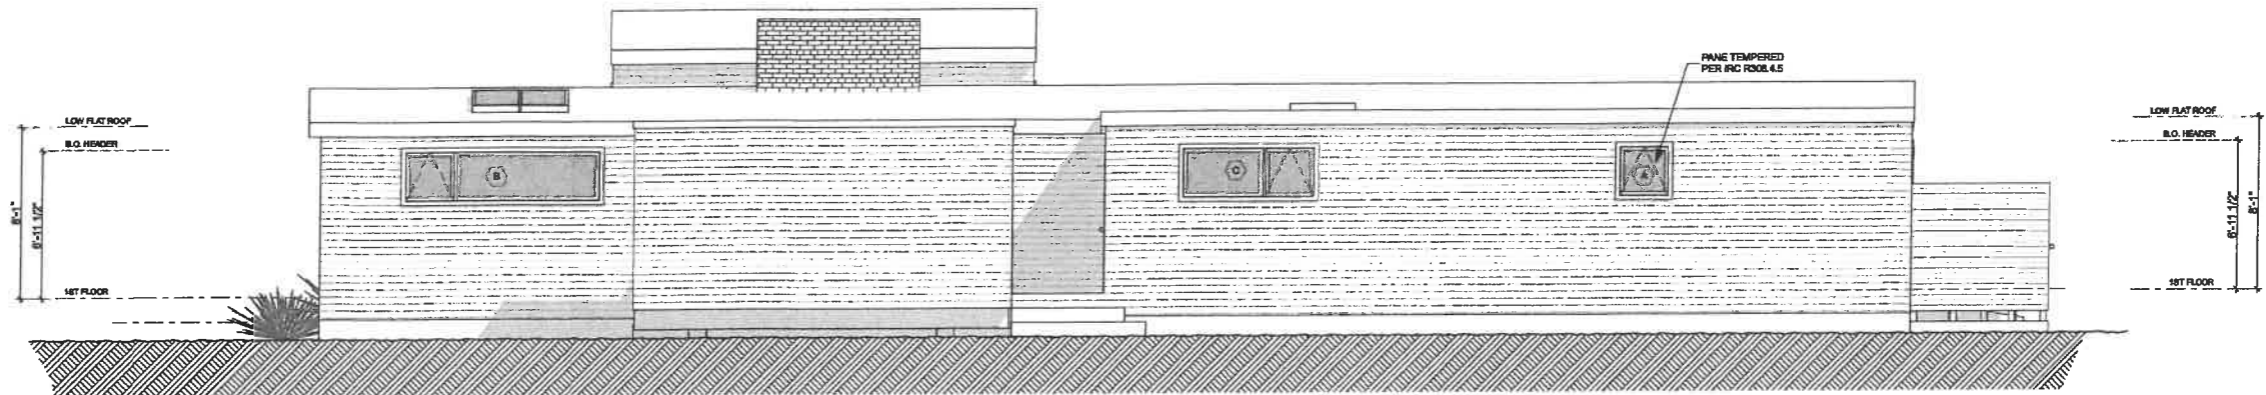 PANE TEMPERED
PER IRC R308.4.5
LOW FLAT ROOF
B.O. HEADER
8'-1"
6'-11 1/2"
1ST FLOOR
B
C
A
LOW FLAT ROOF
B.O. HEADER
6'-11 1/2"
8'-1"
1ST FLOOR